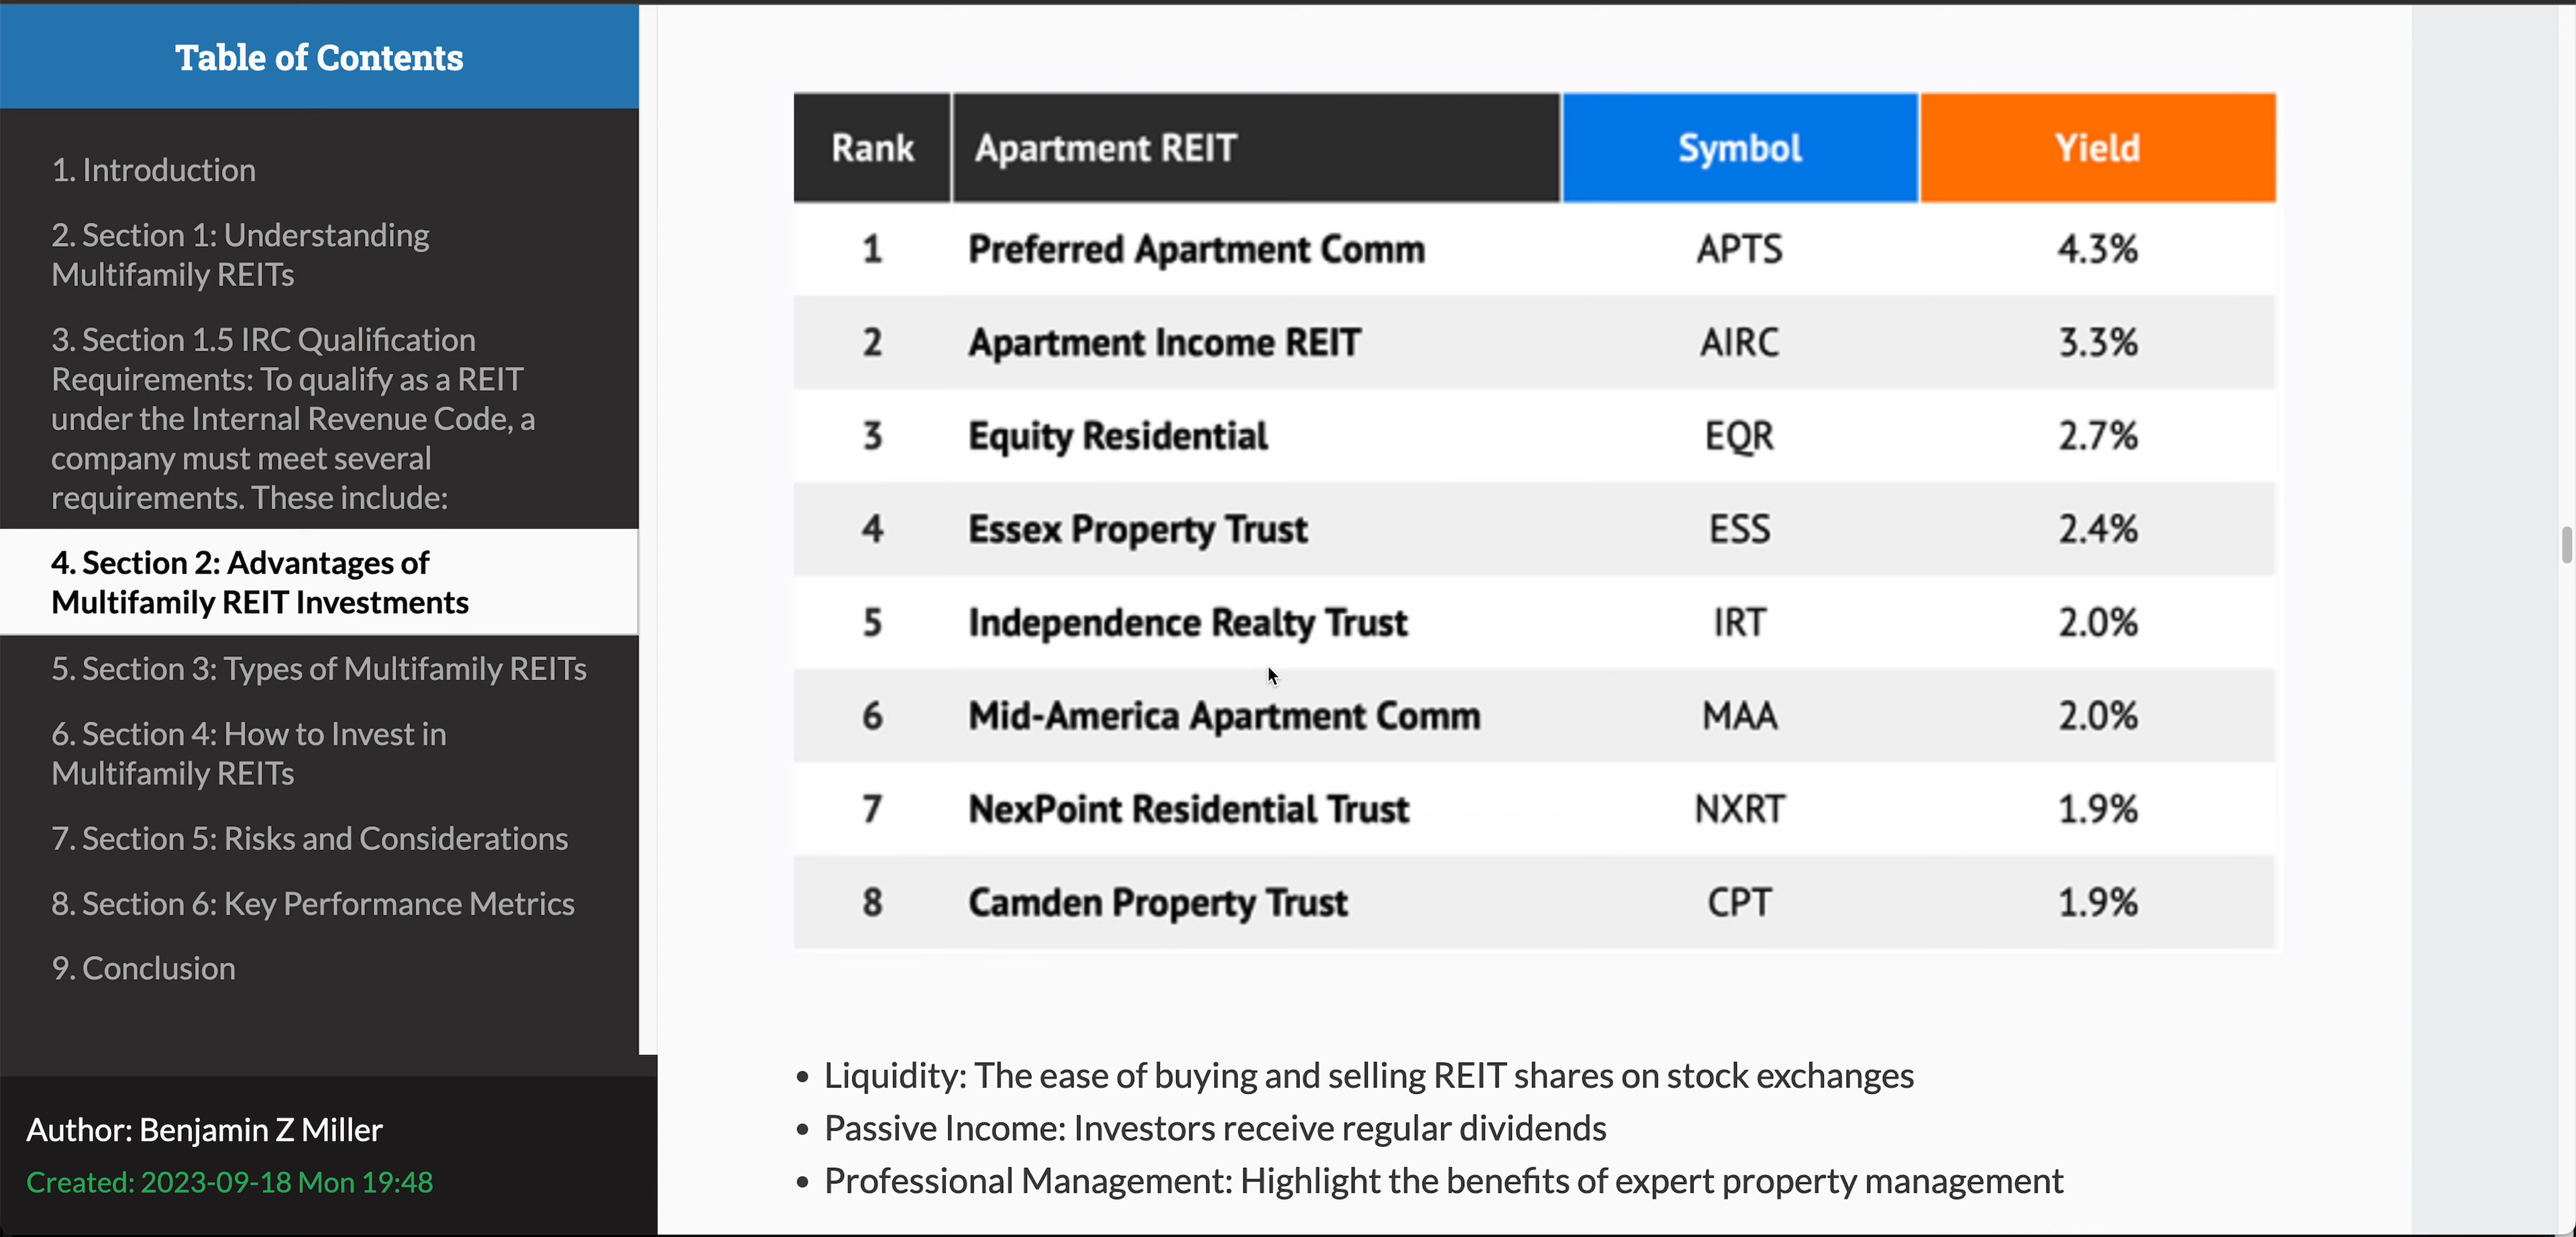 Table of Contents
1. Introduction
2. Section 1: Understanding
Multifamily REITs
3. Section 1.5 IRC Qualification
Requirements: To qualify as a REIT
under the Internal Revenue Code, a
company must meet several
requirements. These include:
4. Section 2: Advantages of
Multifamily REIT Investments
5. Section 3: Types of Multifamily REITs
6. Section 4: How to Invest in
Multifamily REITs
7. Section 5: Risks and Considerations
8. Section 6: Key Performance Metrics
9. Conclusion
Author: Benjamin Z Miller
Created: 2023-09-18 Mon 19:48
Rank Apartment REIT Symbol Yield
1 Preferred Apartment Comm APTS 4.3%
2 Apartment Income REIT AIRC 3.3%
3 Equity Residential EQR 2.7%
4 Essex Property Trust ESS 2.4%
5 Independence Realty Trust IRT 2.0%
6 Mid-America Apartment Comm MAA 2.0%
7 NexPoint Residential Trust NXRT 1.9%
8 Camden Property Trust CPT 1.9%
• Liquidity: The ease of buying and selling REIT shares on stock exchanges
• Passive Income: Investors receive regular dividends
• Professional Management: Highlight the benefits of expert property management